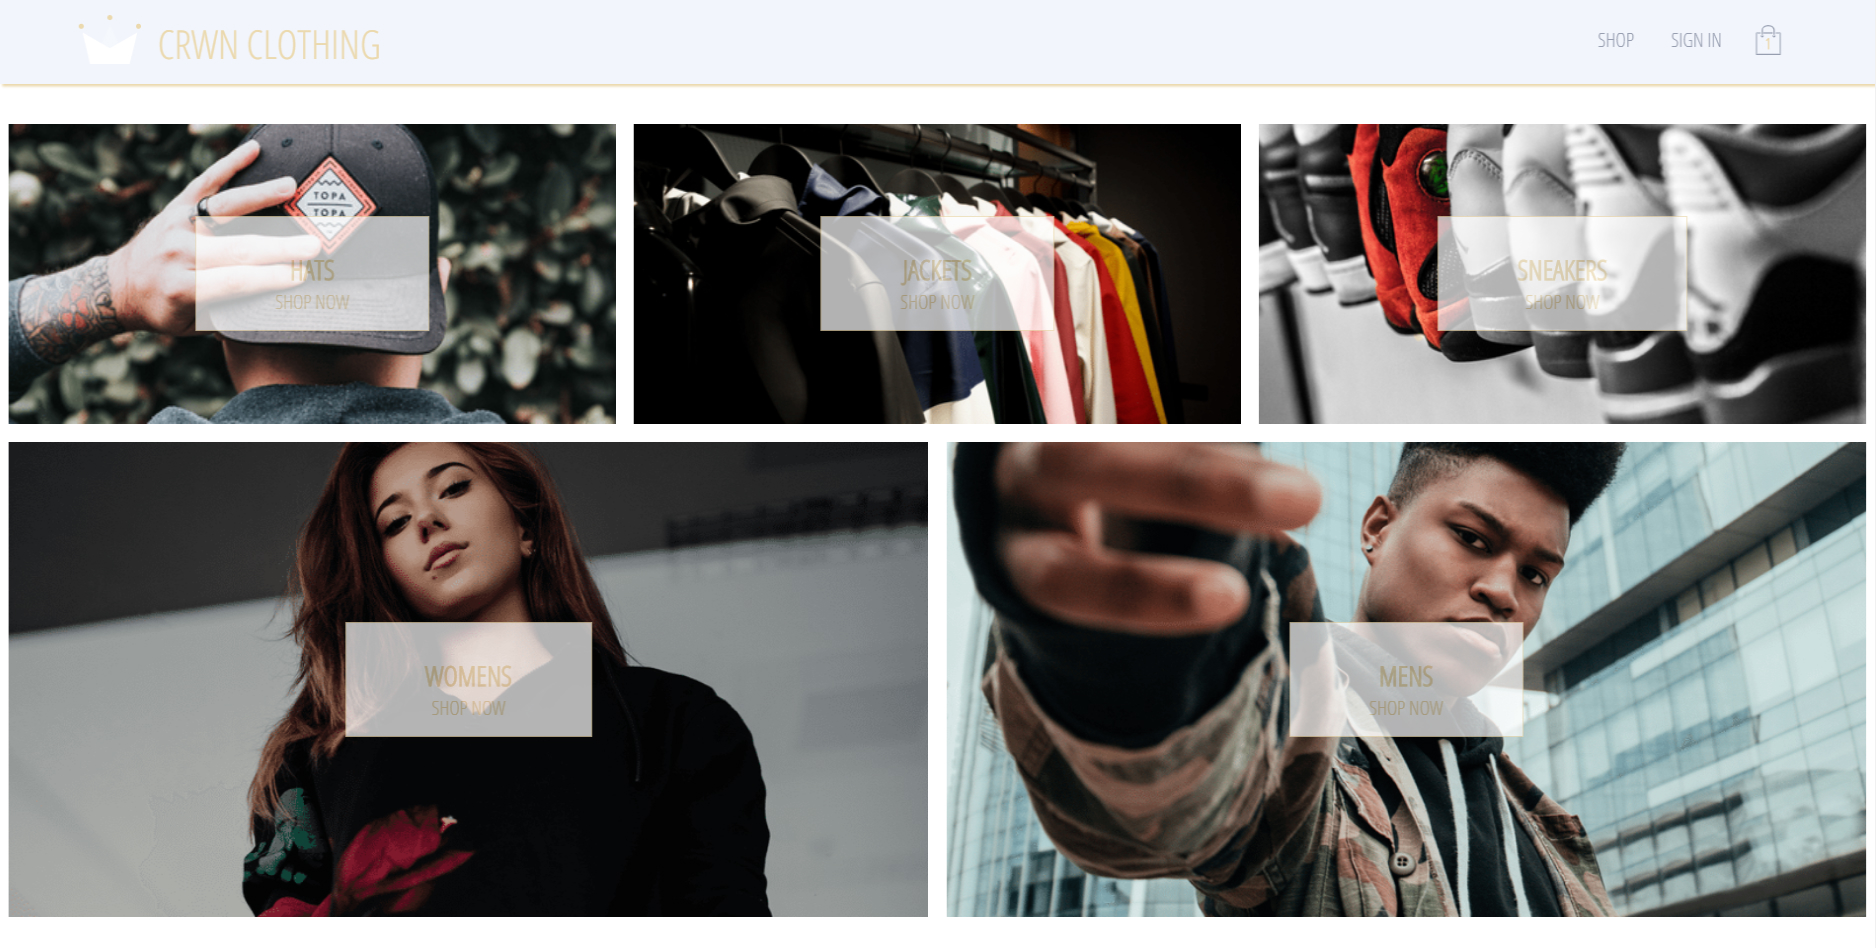 CRWN CLOTHING
SHOP
SIGN IN
1
TOPA
TOPA
HATS
SHOP NOW
JACKETS
SHOP NOW
SNEAKERS
SHOP NOW
WOMENS
SHOP NOW
MENS
SHOP NOW